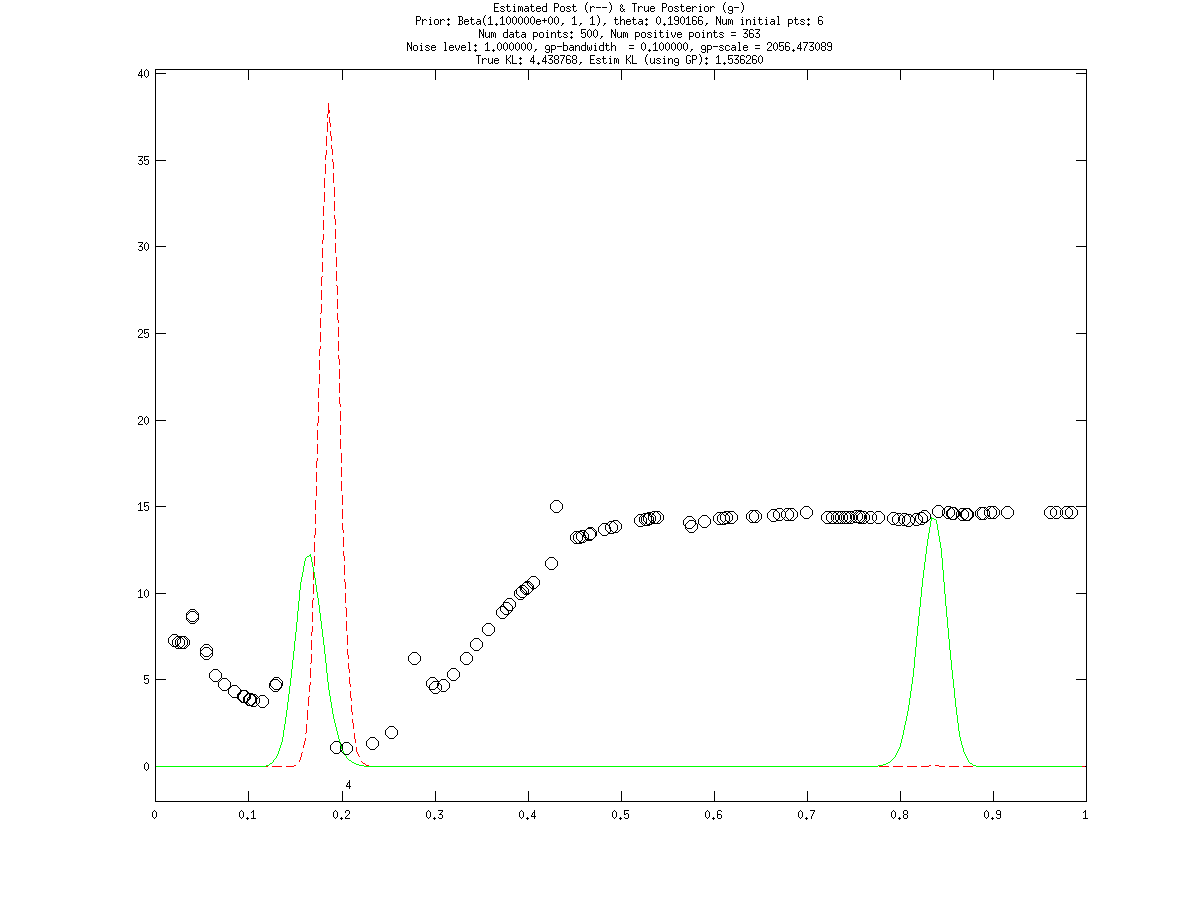 Estimated Post (r--) & True Posterior (g-)
Prior: Beta(1.100000e+00, 1, 1), theta: 0.190166, Num initial pts: 6
Num data points: 500, Num positive points = 363
Noise level: 1.000000, gp-bandwidth  = 0.100000, gp-scale = 2056.473089
True KL: 4.438768, Estim KL (using GP): 1.536260
40
35
30
25
20
15
10
5
0
4
0 0.1 0.2 0.3 0.4 0.5 0.6 0.7 0.8 0.9 1